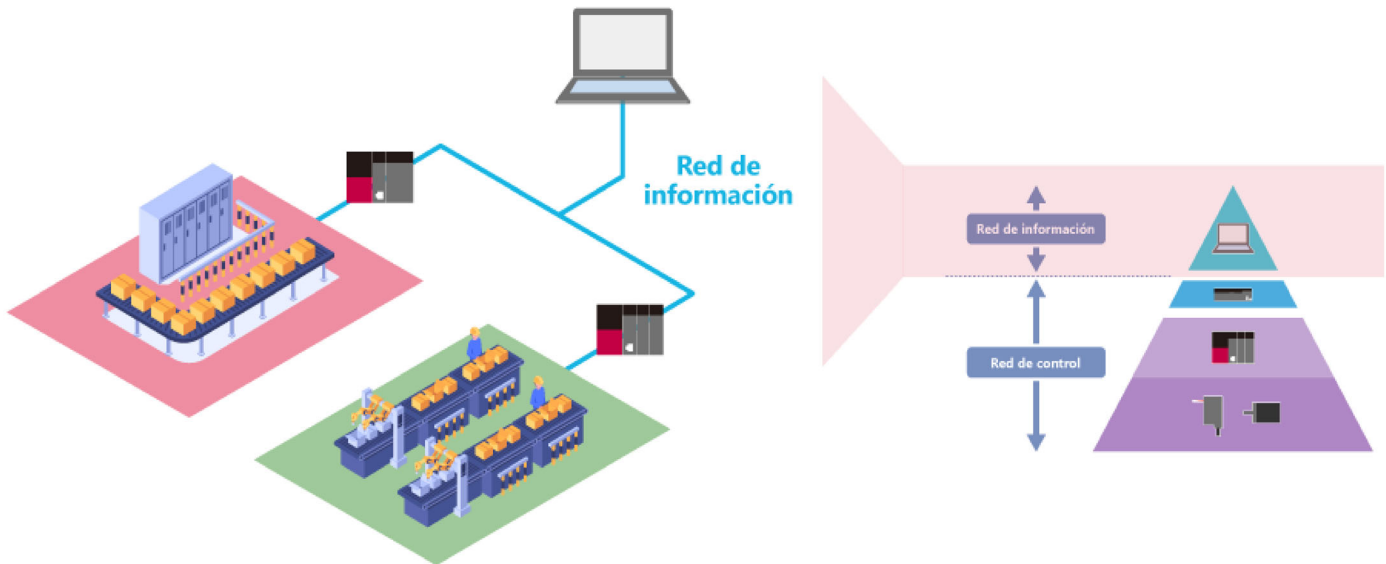 Red de
información
Red de información
Red de control